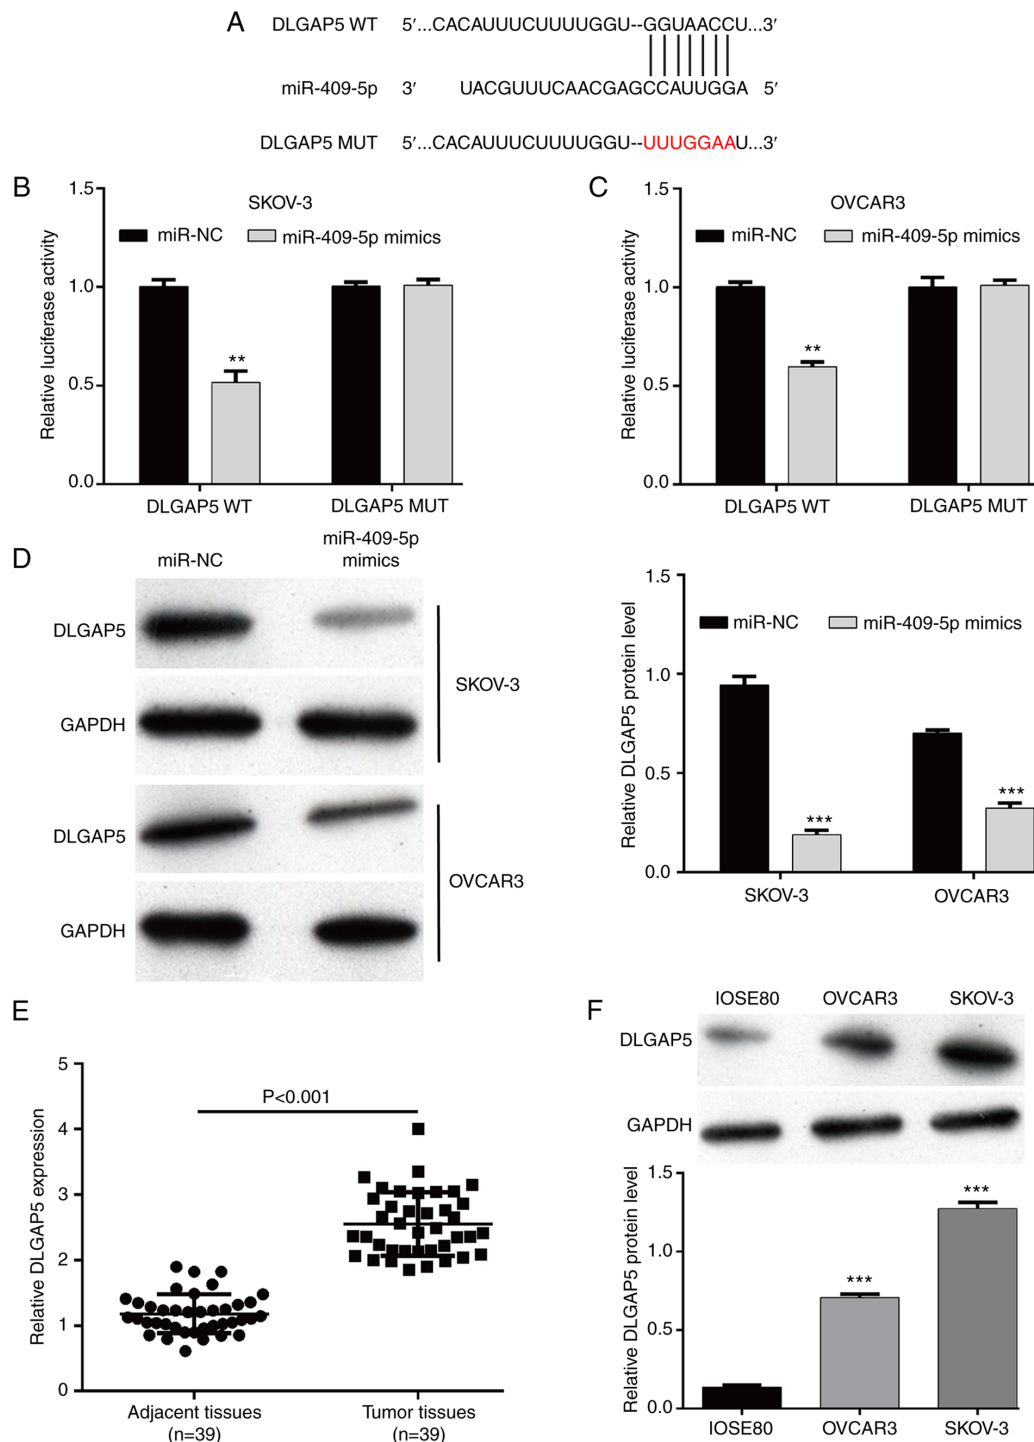 A
DLGAP5 WT 5′...CACAUUUCUUUUGGU--GGUAACCU...3′
miR-409-5p 3′ UACGUUUCAACGAGCCAUUGGA 5′
DLGAP5 MUT 5′...CACAUUUCUUUUGGU--UUUGGAAU...3′
B
SKOV-3
miR-NC miR-409-5p mimics
Relative luciferase activity
1.5
1.0
0.5
0.0
**
DLGAP5 WT DLGAP5 MUT
C
OVCAR3
miR-NC miR-409-5p mimics
Relative luciferase activity
1.5
1.0
0.5
0.0
**
DLGAP5 WT DLGAP5 MUT
D
miR-NC miR-409-5p mimics
DLGAP5
GAPDH
SKOV-3
DLGAP5
GAPDH
OVCAR3
Relative DLGAP5 protein level
1.5
1.0
0.5
0.0
miR-NC miR-409-5p mimics
*** ***
SKOV-3 OVCAR3
E
Relative DLGAP5 expression
5
4
3
2
1
0
P<0.001
Adjacent tissues (n=39)
Tumor tissues (n=39)
F
IOSE80 OVCAR3 SKOV-3
DLGAP5
GAPDH
Relative DLGAP5 protein level
1.5
1.0
0.5
0.0
*** ***
IOSE80 OVCAR3 SKOV-3